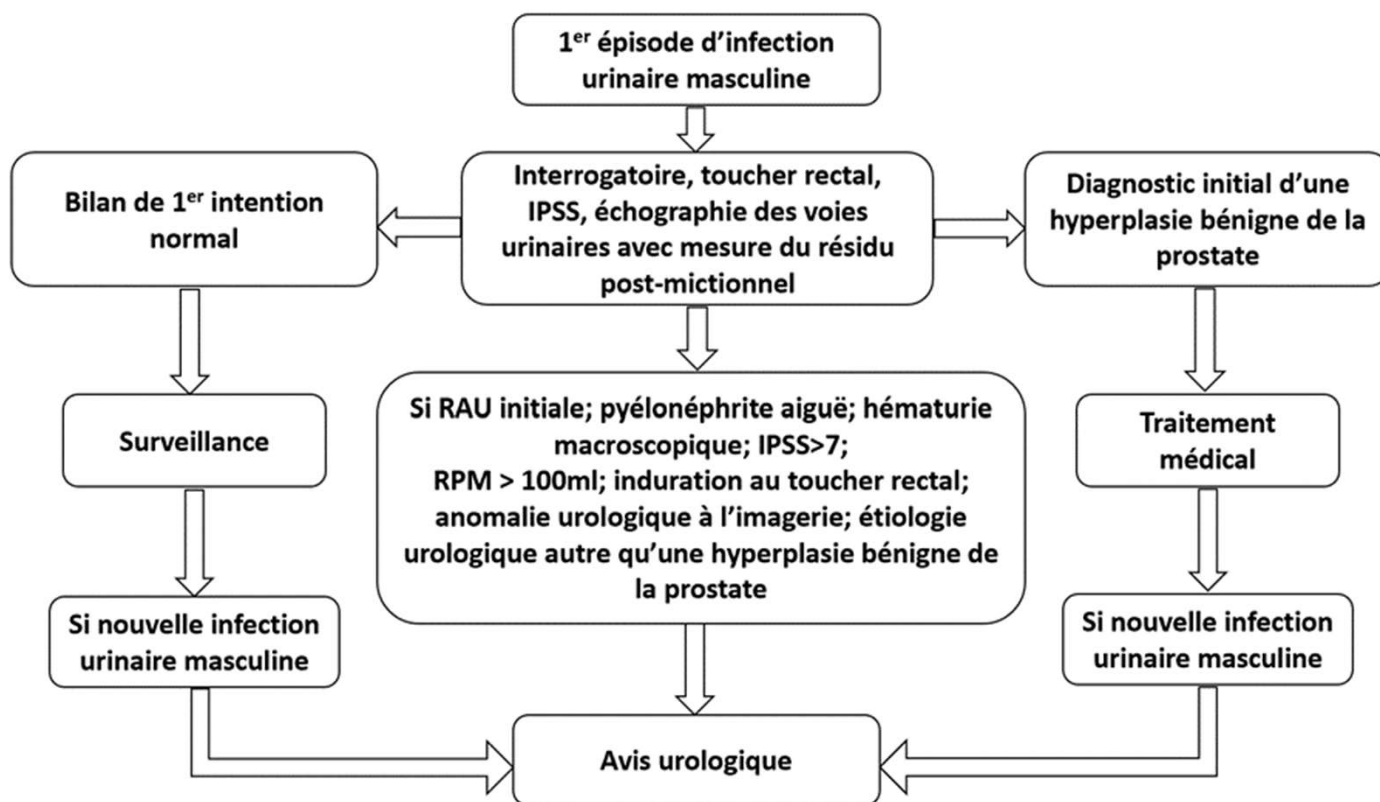 1er épisode d’infection
urinaire masculine
Bilan de 1er intention
normal
Interrogatoire, toucher rectal,
IPSS, échographie des voies
urinaires avec mesure du résidu
post-mictionnel
Diagnostic initial d’une
hyperplasie bénigne de la
prostate
Surveillance
Si RAU initiale; pyélonéphrite aiguë; hématurie
macroscopique; IPSS>7;
RPM > 100ml; induration au toucher rectal;
anomalie urologique à l’imagerie; étiologie
urologique autre qu’une hyperplasie bénigne de
la prostate
Traitement
médical
Si nouvelle infection
urinaire masculine
Si nouvelle infection
urinaire masculine
Avis urologique